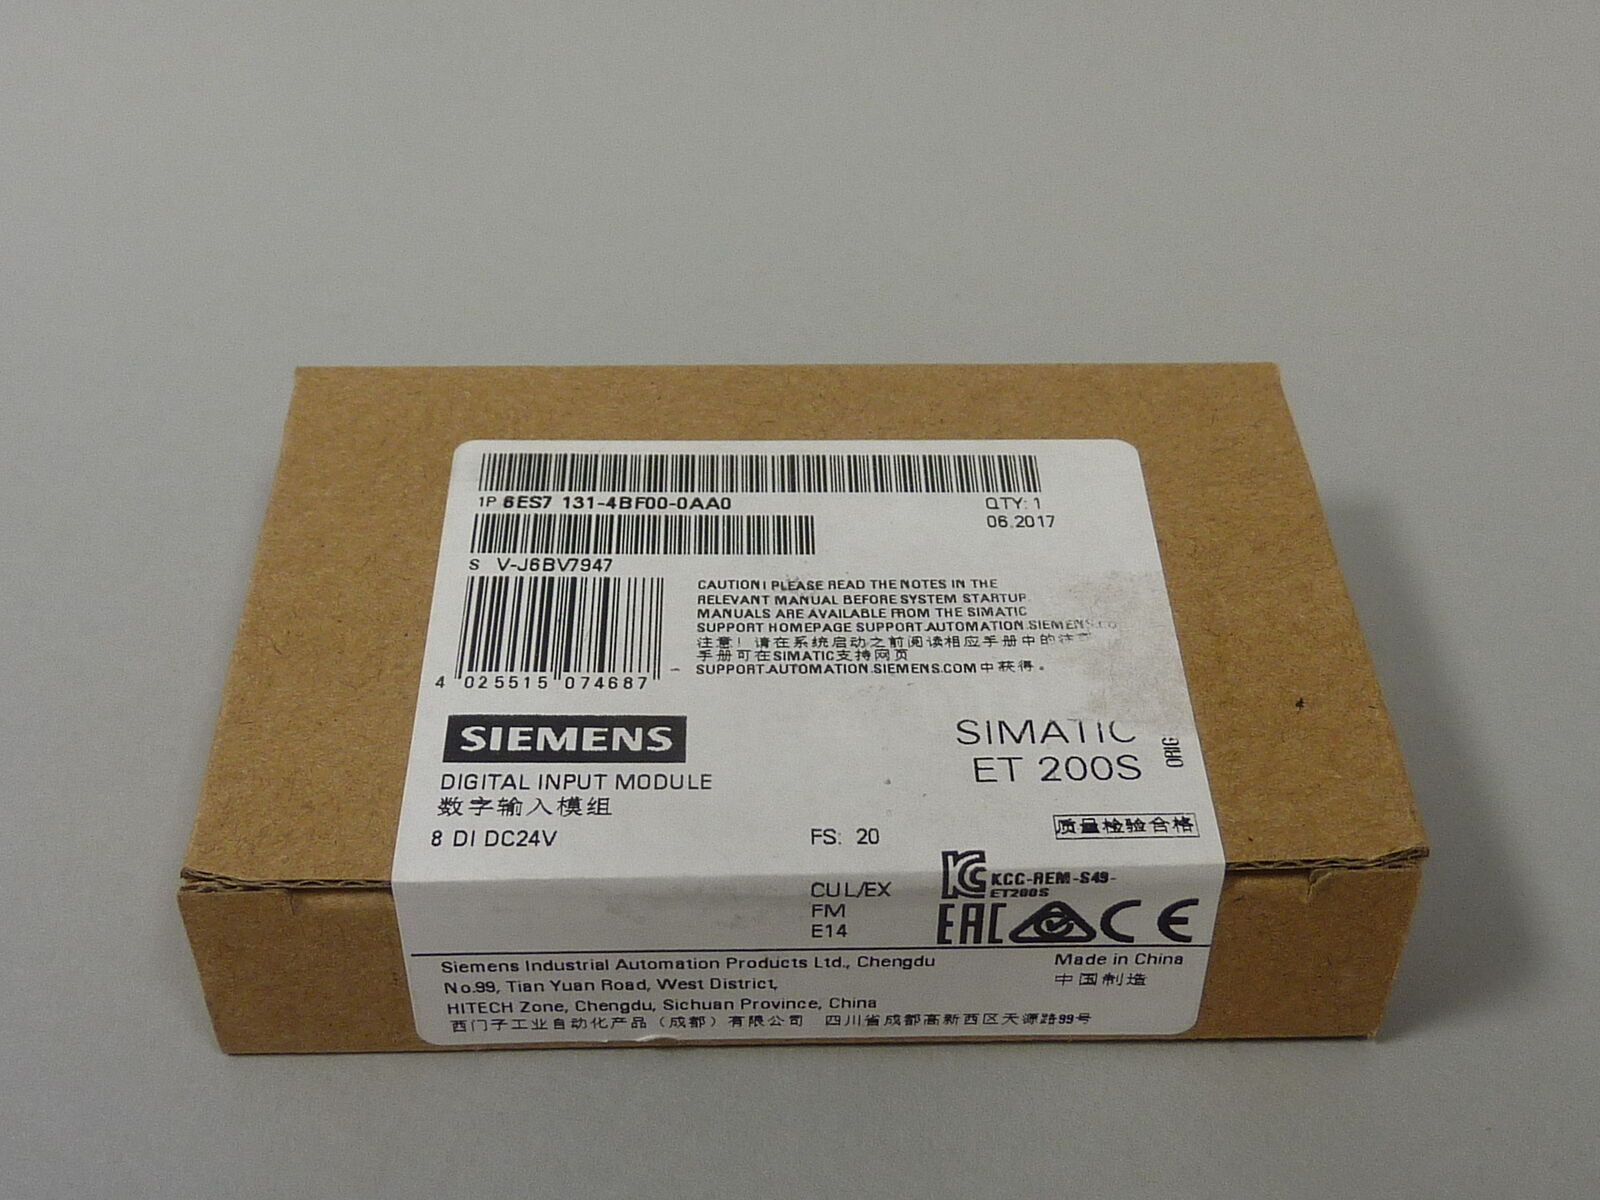 1P 6ES7 131-4BF00-0AA0
QTY: 1
06.2017
S V-J6BV7947
CAUTION! PLEASE READ THE NOTES IN THE
RELEVANT MANUAL BEFORE SYSTEM STARTUP.
MANUALS ARE AVAILABLE FROM THE SIMATIC
SUPPORT HOMEPAGE SUPPORT.AUTOMATION.SIEMENS.CO
注意！请在系统启动之前阅读相应手册中的注意
手册可在SIMATIC支持网页
SUPPORT.AUTOMATION.SIEMENS.COM中获得。
4 025515 074687
SIEMENS
SIMATIC
ET 200S
ORIG
DIGITAL INPUT MODULE
数字输入模组
8 DI DC24V
FS: 20
质量检验合格
CUL/EX
FM
E14
KCC-REM-S49-
ET200S
EAC CE
Siemens Industrial Automation Products Ltd., Chengdu
No.99, Tian Yuan Road, West District,
HITECH Zone, Chengdu, Sichuan Province, China
西门子工业自动化产品（成都）有限公司 四川省成都高新西区天源路99号
Made in China
中国制造